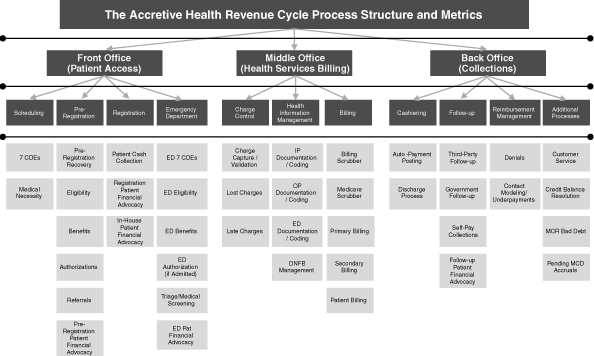 The Accretive Health Revenue Cycle Process Structure and Metrics
Front Office
(Patient Access)
Middle Office
(Health Services Billing)
Back Office
(Collections)
Scheduling
Pre-
Registration
Registration
Emergency
Department
Charge
Control
Health
Information
Management
Billing
Cashiering
Follow-up
Reimbursement
Management
Additional
Processes
7 CDEs
Medical
Necessity
Pre-
Registration
Recovery
Eligibility
Benefits
Authorizations
Referrals
Pre-
Registration
Patient
Financial
Advocacy
Patient Cash
Collection
Registration
Patient
Financial
Advocacy
In-House
Patient
Financial
Advocacy
ED 7 CDEs
ED Eligibility
ED Benefits
ED
Authorization
(if Admitted)
Triage/Medical
Screening
ED Pat
Financial
Advocacy
Charge
Capture /
Validation
Lost Charges
Late Charges
IP
Documentation
/ Coding
OP
Documentation
/ Coding
ED
Documentation
/ Coding
DNFB
Management
Billing
Scrubber
Medicare
Scrubber
Primary Billing
Secondary
Billing
Patient Billing
Auto -Payment
Posting
Discharge
Process
Third-Party
Follow-up
Government
Follow-up
Self-Pay
Collections
Follow-up
Patient
Financial
Advocacy
Denials
Contact
Modeling/
Underpayments
Customer
Service
Credit Balance
Resolution
MCR Bad Debt
Pending MCD
Accruals